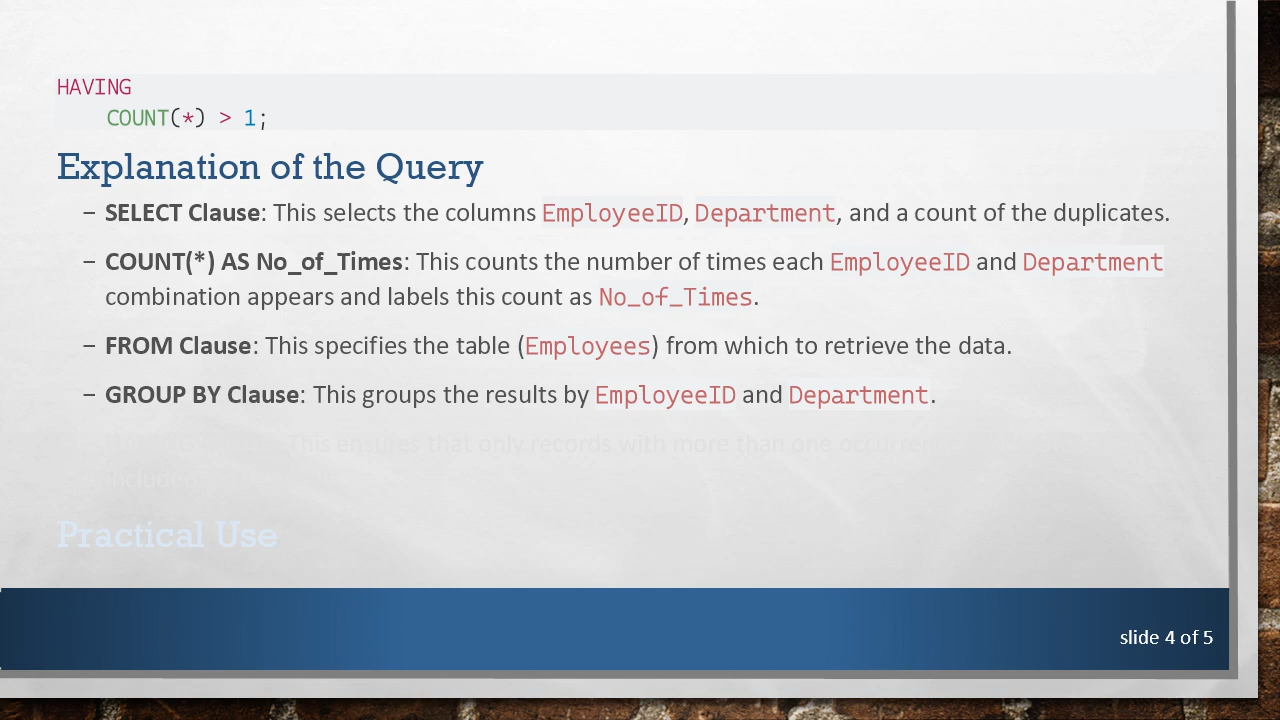 HAVING
COUNT(*) > 1;
Explanation of the Query
– SELECT Clause: This selects the columns EmployeeID, Department, and a count of the duplicates.
– COUNT(*) AS No_of_Times: This counts the number of times each EmployeeID and Department
combination appears and labels this count as No_of_Times.
– FROM Clause: This specifies the table (Employees) from which to retrieve the data.
– GROUP BY Clause: This groups the results by EmployeeID and Department.
This ensures that only records with more than one
Practical Use
slide 4 of 5